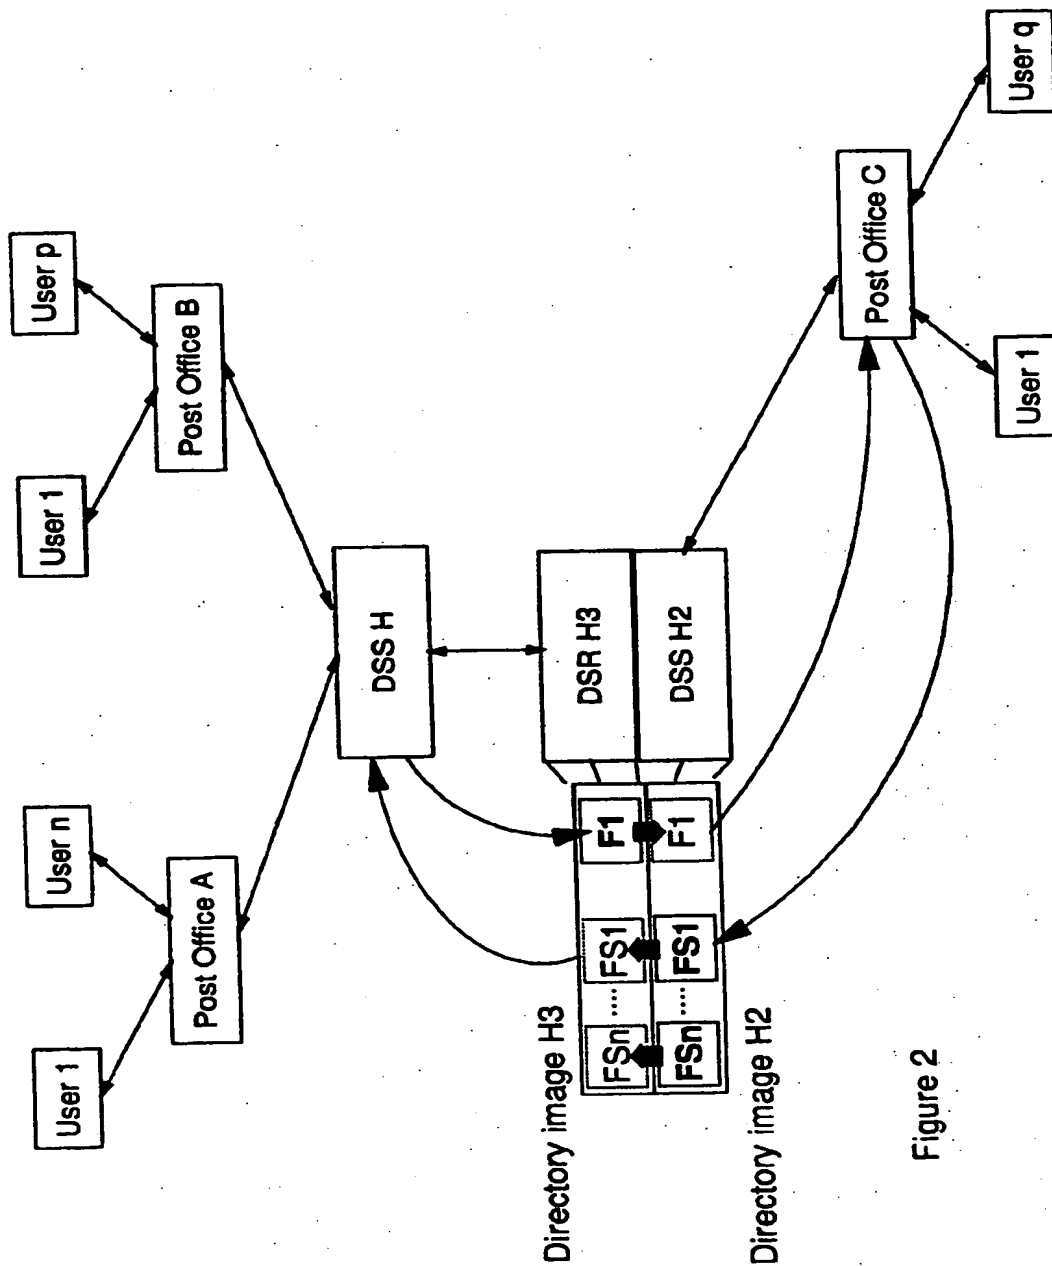 User 1
User n
User 1
User p
Post Office A
Post Office B
DSS H
Directory image H3
FSn
.....
FS1
F1
DSR H3
FSn
.....
FS1
F1
DSS H2
Directory image H2
Post Office C
User 1
User q
Figure 2